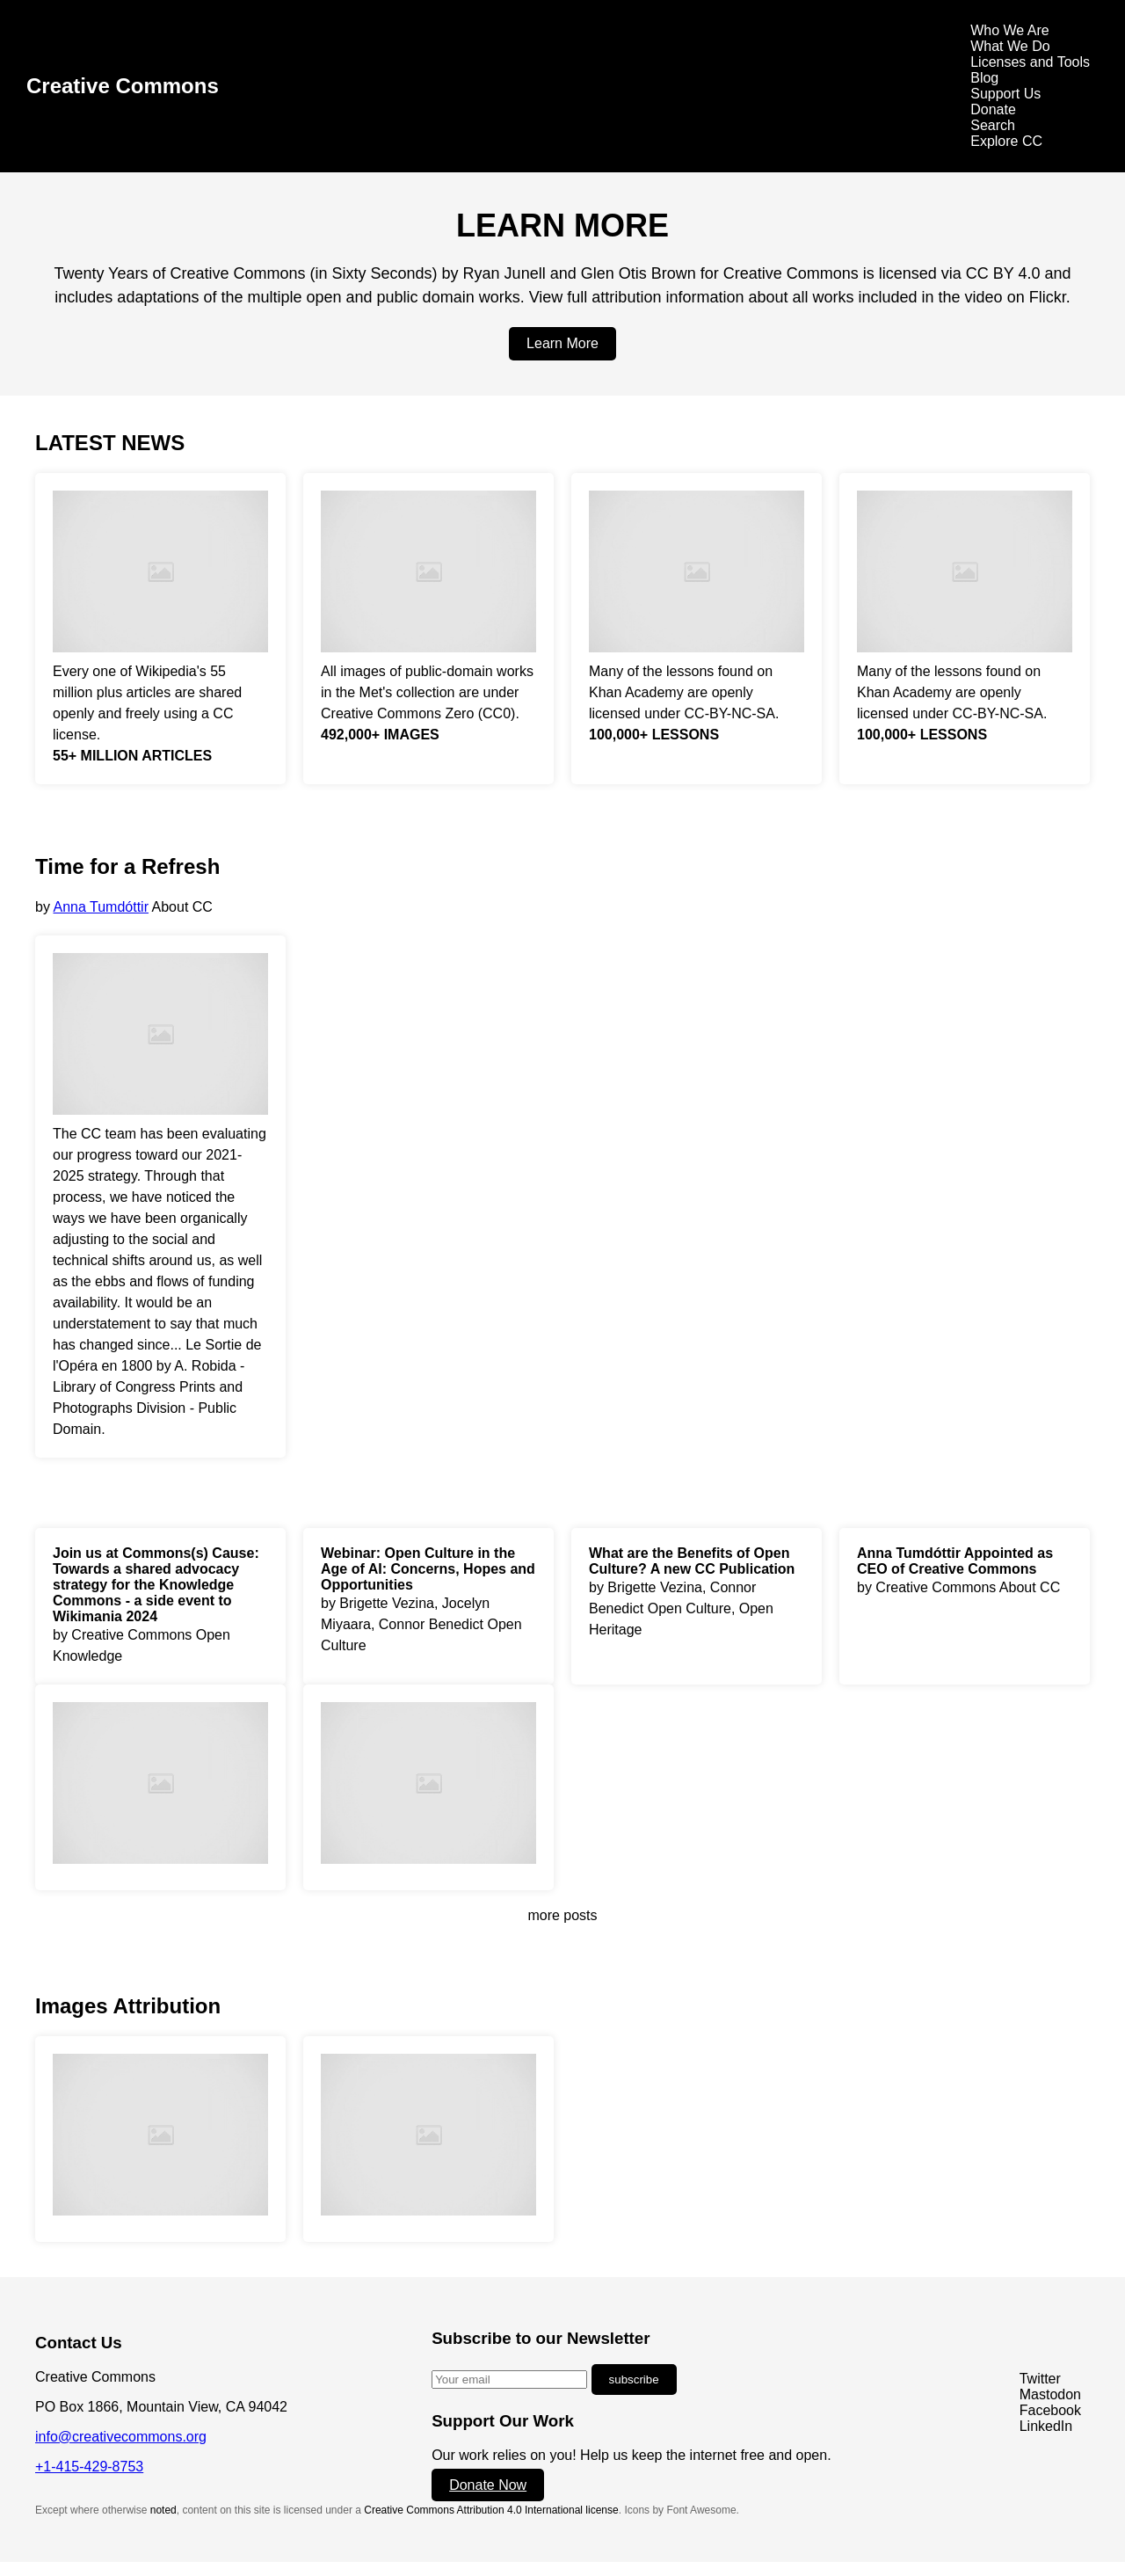 Creative Commons
Who We Are
What We Do
Licenses and Tools
Blog
Support Us
Donate
Search
Explore CC
LEARN MORE
Twenty Years of Creative Commons (in Sixty Seconds) by Ryan Junell and Glen Otis Brown for Creative Commons is licensed via CC BY 4.0 and
includes adaptations of the multiple open and public domain works. View full attribution information about all works included in the video on Flickr.
Learn More
LATEST NEWS
Every one of Wikipedia's 55
million plus articles are shared
openly and freely using a CC
license.
55+ MILLION ARTICLES
All images of public-domain works
in the Met's collection are under
Creative Commons Zero (CC0).
492,000+ IMAGES
Many of the lessons found on
Khan Academy are openly
licensed under CC-BY-NC-SA.
100,000+ LESSONS
Many of the lessons found on
Khan Academy are openly
licensed under CC-BY-NC-SA.
100,000+ LESSONS
Time for a Refresh
by Anna Tumdóttir About CC
The CC team has been evaluating
our progress toward our 2021-
2025 strategy. Through that
process, we have noticed the
ways we have been organically
adjusting to the social and
technical shifts around us, as well
as the ebbs and flows of funding
availability. It would be an
understatement to say that much
has changed since... Le Sortie de
l'Opéra en 1800 by A. Robida -
Library of Congress Prints and
Photographs Division - Public
Domain.
Join us at Commons(s) Cause:
Towards a shared advocacy
strategy for the Knowledge
Commons - a side event to
Wikimania 2024
by Creative Commons Open
Knowledge
Webinar: Open Culture in the
Age of AI: Concerns, Hopes and
Opportunities
by Brigette Vezina, Jocelyn
Miyaara, Connor Benedict Open
Culture
What are the Benefits of Open
Culture? A new CC Publication
by Brigette Vezina, Connor
Benedict Open Culture, Open
Heritage
Anna Tumdóttir Appointed as
CEO of Creative Commons
by Creative Commons About CC
more posts
Images Attribution
Contact Us
Creative Commons
PO Box 1866, Mountain View, CA 94042
info@creativecommons.org
+1-415-429-8753
Subscribe to our Newsletter
Your email
subscribe
Support Our Work
Our work relies on you! Help us keep the internet free and open.
Donate Now
Twitter
Mastodon
Facebook
LinkedIn
Except where otherwise noted, content on this site is licensed under a Creative Commons Attribution 4.0 International license. Icons by Font Awesome.